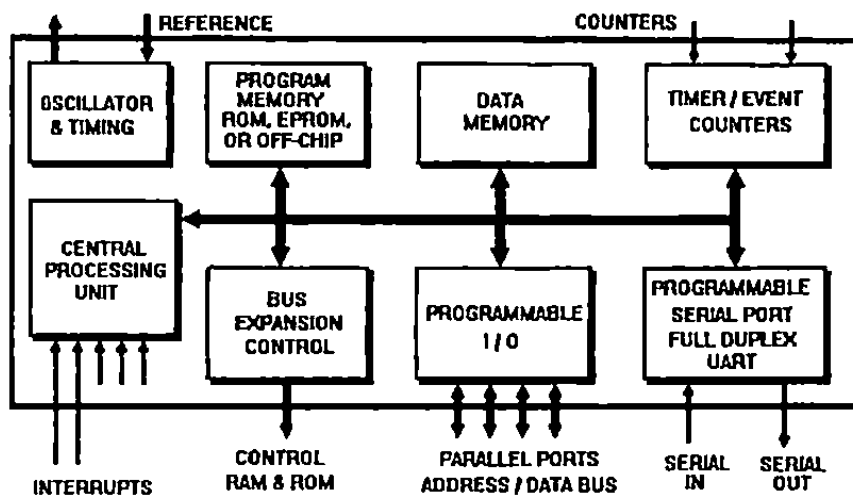 REFERENCE
COUNTERS
OSCILLATOR
& TIMING
PROGRAM
MEMORY
ROM, EPROM,
OR OFF-CHIP
DATA
MEMORY
TIMER / EVENT
COUNTERS
CENTRAL
PROCESSING
UNIT
BUS
EXPANSION
CONTROL
PROGRAMMABLE
I / O
PROGRAMMABLE
SERIAL PORT
FULL DUPLEX
UART
INTERRUPTS
CONTROL
RAM & ROM
PARALLEL PORTS
ADDRESS / DATA BUS
SERIAL
IN
SERIAL
OUT